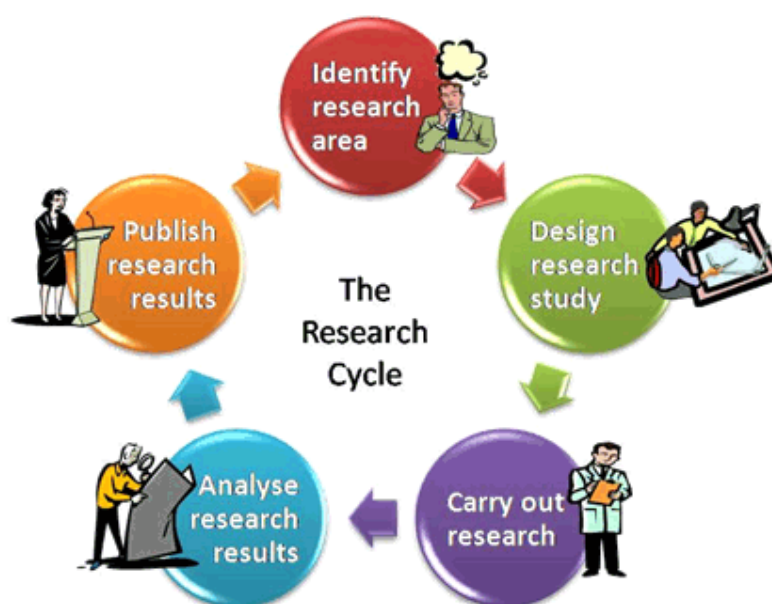 Identify
research
area
Design
research
study
Carry out
research
Analyse
research
results
Publish
research
results
The
Research
Cycle